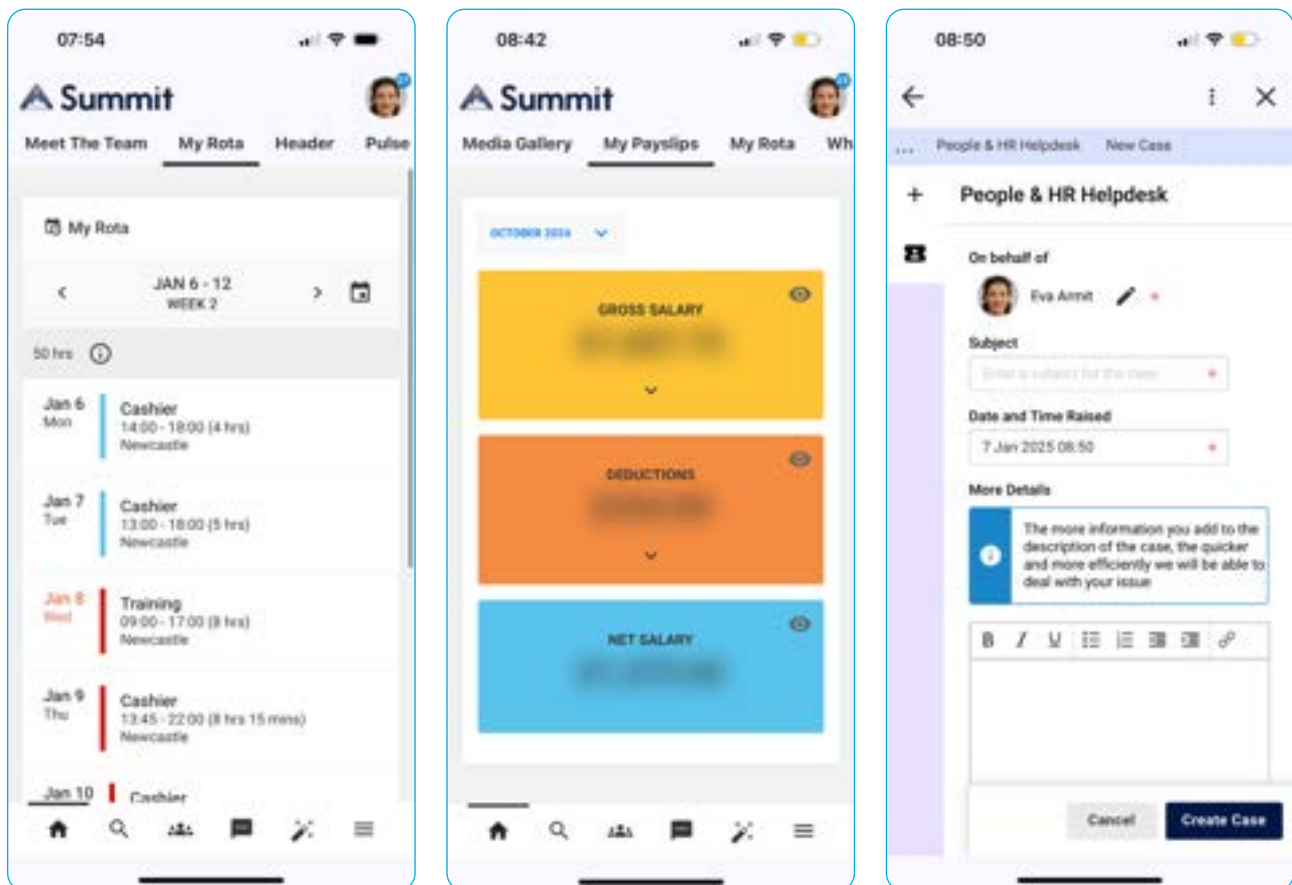 07:54
Summit
Meet The Team My Rota Header Pulse
My Rota
JAN 6 - 12
WEEK 2
50 hrs
Jan 6
Mon
Cashier
14:00 - 18:00 (4 hrs)
Newcastle
Jan 7
Tue
Cashier
13:00 - 18:00 (5 hrs)
Newcastle
Jan 8
Wed
Training
09:00 - 17:00 (8 hrs)
Newcastle
Jan 9
Thu
Cashier
13:45 - 22:00 (8 hrs 15 mins)
Newcastle
Jan 10
Cashier
08:42
Summit
Media Gallery My Payslips My Rota Wh
OCTOBER 2024
GROSS SALARY
DEDUCTIONS
NET SALARY
08:50
... People & HR Helpdesk New Case
People & HR Helpdesk
On behalf of
Eva Armit
Subject
Enter a subject for the case
Date and Time Raised
7 Jan 2025 08:50
More Details
The more information you add to the
description of the case, the quicker
and more efficiently we will be able to
deal with your issue
B I U
Cancel Create Case